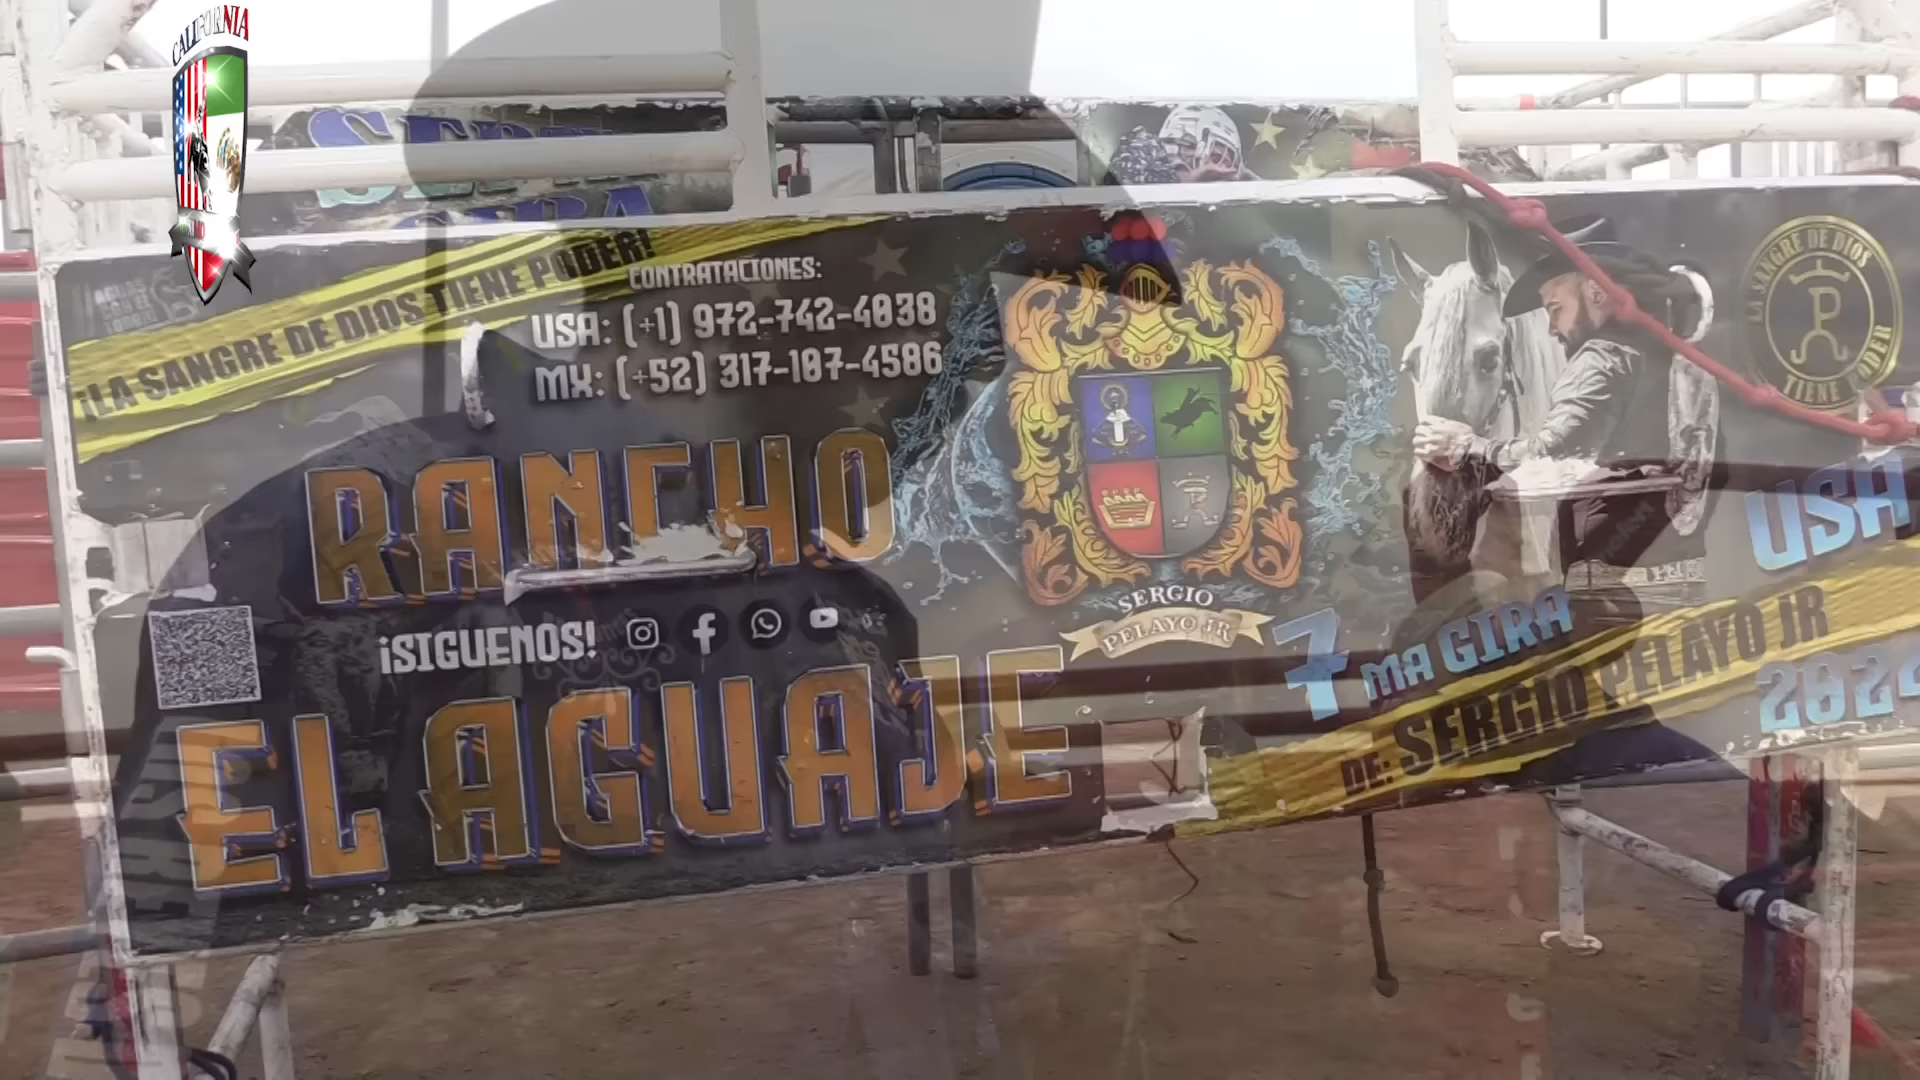 CALIFORNIA
¡LA SANGRE DE DIOS TIENE PODER!
CONTRATACIONES:
USA: (+1) 972-742-4038
MX: (+52) 317-107-4586
RANCHO
¡SIGUENOS!
EL AGUAJE
SERGIO
PELAYO JR
LA SANGRE DE DIOS
TIENE PODER
P
USA
7 MA GIRA
DE: SERGIO PELAYO JR
2024